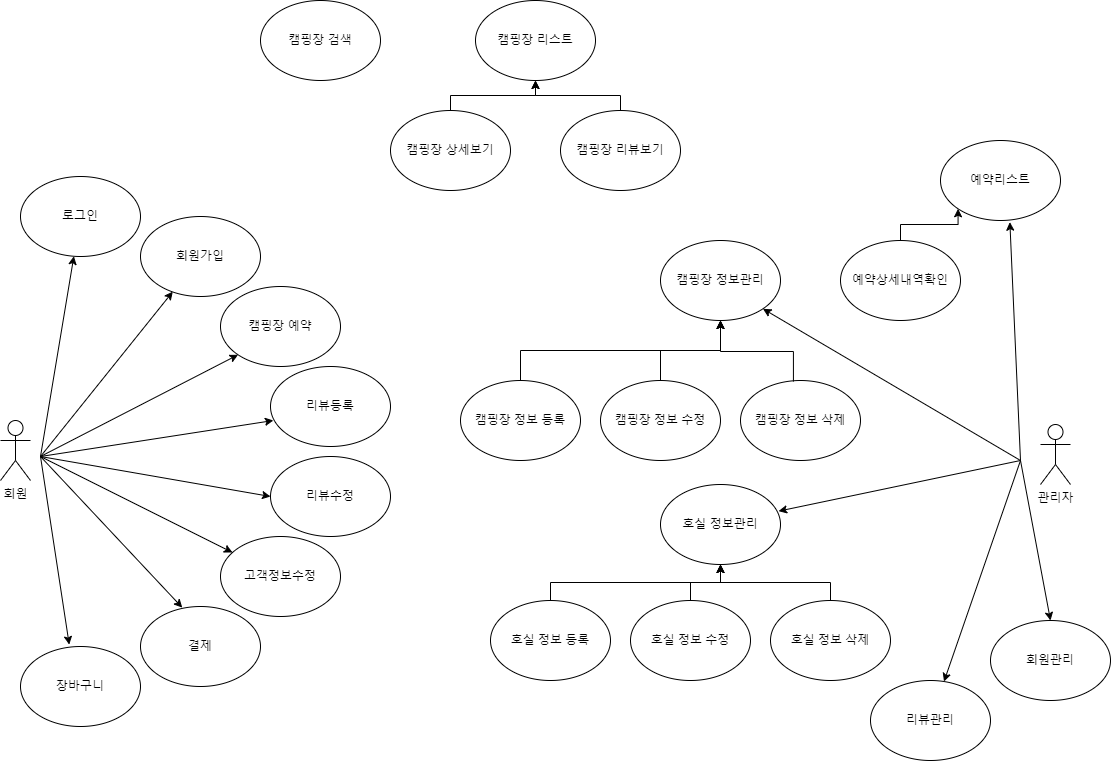 캠핑장 검색
캠핑장 리스트
캠핑장 상세보기
캠핑장 리뷰보기
예약리스트
로그인
회원가입
캠핑장 정보관리
예약상세내역확인
캠핑장 예약
리뷰등록
캠핑장 정보 등록
캠핑장 정보 수정
캠핑장 정보 삭제
회원
리뷰수정
관리자
호실 정보관리
고객정보수정
결제
호실 정보 등록
호실 정보 수정
호실 정보 삭제
회원관리
장바구니
리뷰관리